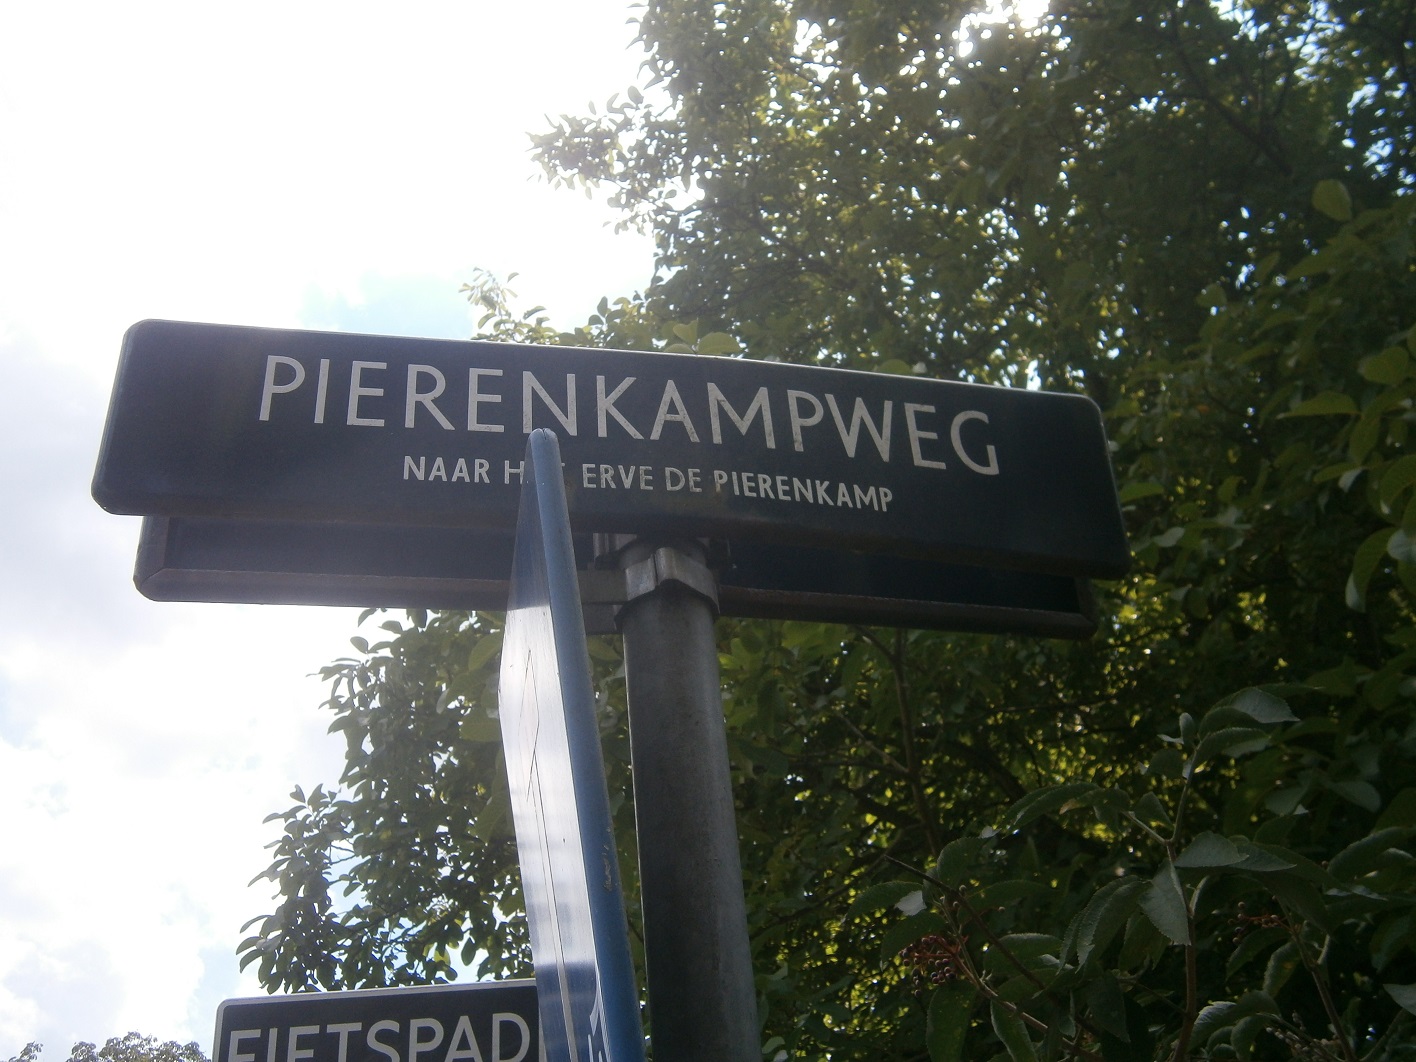 PIERENKAMPWEG
NAAR ERVE DE PIERENKAMP
FIETSPAD